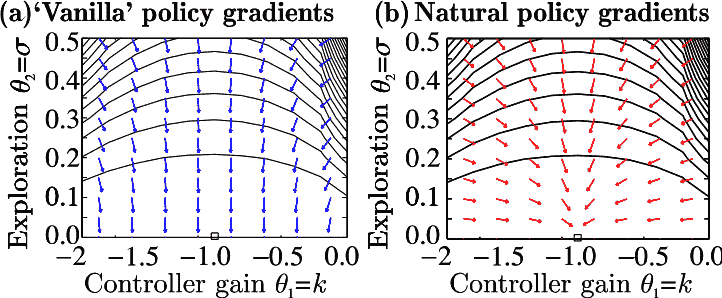 (a)‘Vanilla’ policy gradients
Exploration θ₂=σ
0.5
0.4
0.3
0.2
0.1
0.0
−2 −1.5 −1.0 −0.5 0.0
Controller gain θ₁=k
(b) Natural policy gradients
Exploration θ₂=σ
0.5
0.4
0.3
0.2
0.1
0.0
−2 −1.5 −1.0 −0.5 0.0
Controller gain θ₁=k